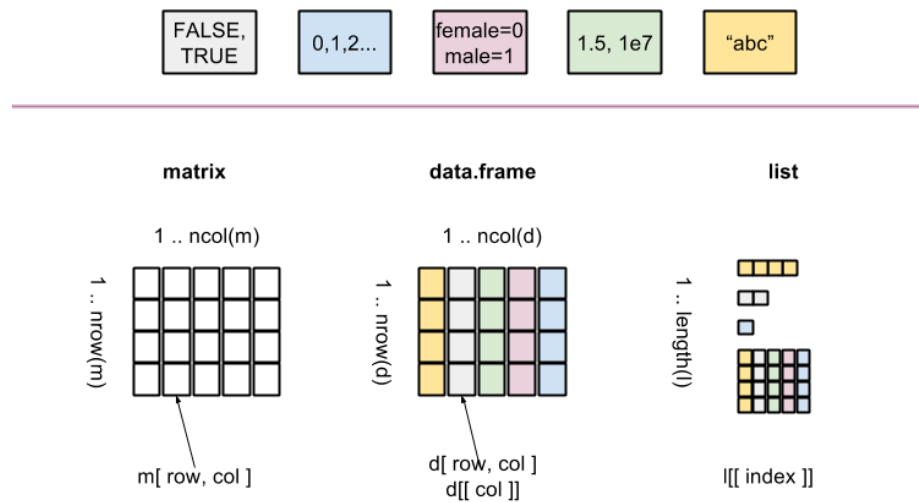 FALSE,
TRUE
0,1,2...
female=0
male=1
1.5, 1e7
“abc”
matrix
data.frame
list
1 .. ncol(m)
1 .. ncol(d)
1 .. nrow(m)
1 .. nrow(d)
1 .. length(l)
m[ row, col ]
d[ row, col ]
d[[ col ]]
l[[ index ]]